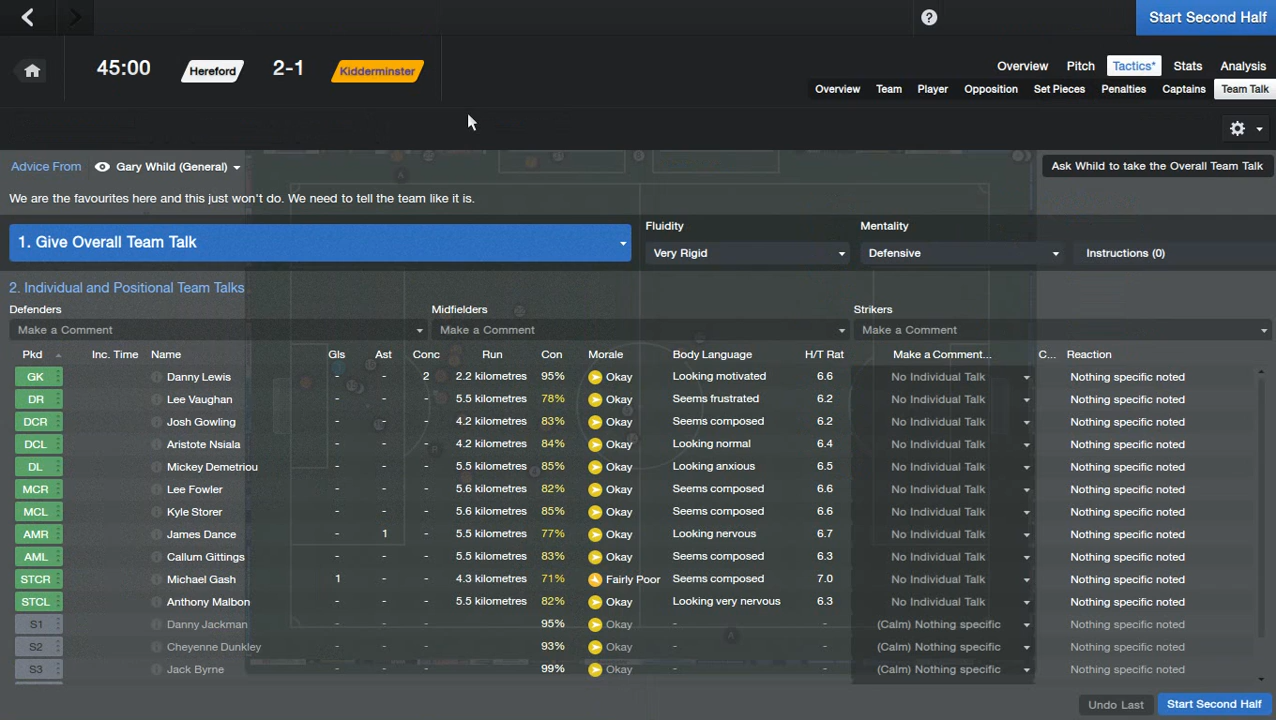 Start Second Half
45:00 Hereford 2-1 Kidderminster
Overview Pitch Tactics* Stats Analysis
Overview Team Player Opposition Set Pieces Penalties Captains Team Talk
Advice From Gary Whild (General) Ask Whild to take the Overall Team Talk
We are the favourites here and this just won't do. We need to tell the team like it is.
Fluidity Mentality
1. Give Overall Team Talk Very Rigid Defensive Instructions (0)
2. Individual and Positional Team Talks
Defenders Midfielders Strikers
Make a Comment Make a Comment Make a Comment
Pkd Inc. Time Name Gls Ast Conc Run Con Morale Body Language H/T Rat Make a Comment... C... Reaction
GK Danny Lewis - - 2 2.2 kilometres 95% Okay Looking motivated 6.6 No Individual Talk Nothing specific noted
DR Lee Vaughan - - - 5.5 kilometres 78% Okay Seems frustrated 6.2 No Individual Talk Nothing specific noted
DCR Josh Gowling - - - 4.2 kilometres 83% Okay Seems composed 6.2 No Individual Talk Nothing specific noted
DCL Aristote Nsiala - - - 4.2 kilometres 84% Okay Looking normal 6.4 No Individual Talk Nothing specific noted
DL Mickey Demetriou - - - 5.5 kilometres 85% Okay Looking anxious 6.5 No Individual Talk Nothing specific noted
MCR Lee Fowler - - - 5.6 kilometres 82% Okay Seems composed 6.6 No Individual Talk Nothing specific noted
MCL Kyle Storer - - - 5.6 kilometres 85% Okay Seems composed 6.6 No Individual Talk Nothing specific noted
AMR James Dance - 1 - 5.5 kilometres 77% Okay Looking nervous 6.7 No Individual Talk Nothing specific noted
AML Callum Gittings - - - 5.5 kilometres 83% Okay Seems composed 6.3 No Individual Talk Nothing specific noted
STCR Michael Gash 1 - - 4.3 kilometres 71% Fairly Poor Seems composed 7.0 No Individual Talk Nothing specific noted
STCL Anthony Malbon - - - 5.5 kilometres 82% Okay Looking very nervous 6.3 No Individual Talk Nothing specific noted
S1 Danny Jackman - - - 95% Okay - - (Calm) Nothing specific Nothing specific noted
S2 Cheyenne Dunkley - - - 93% Okay - - (Calm) Nothing specific Nothing specific noted
S3 Jack Byrne - - - 99% Okay - - (Calm) Nothing specific Nothing specific noted
Undo Last Start Second Half